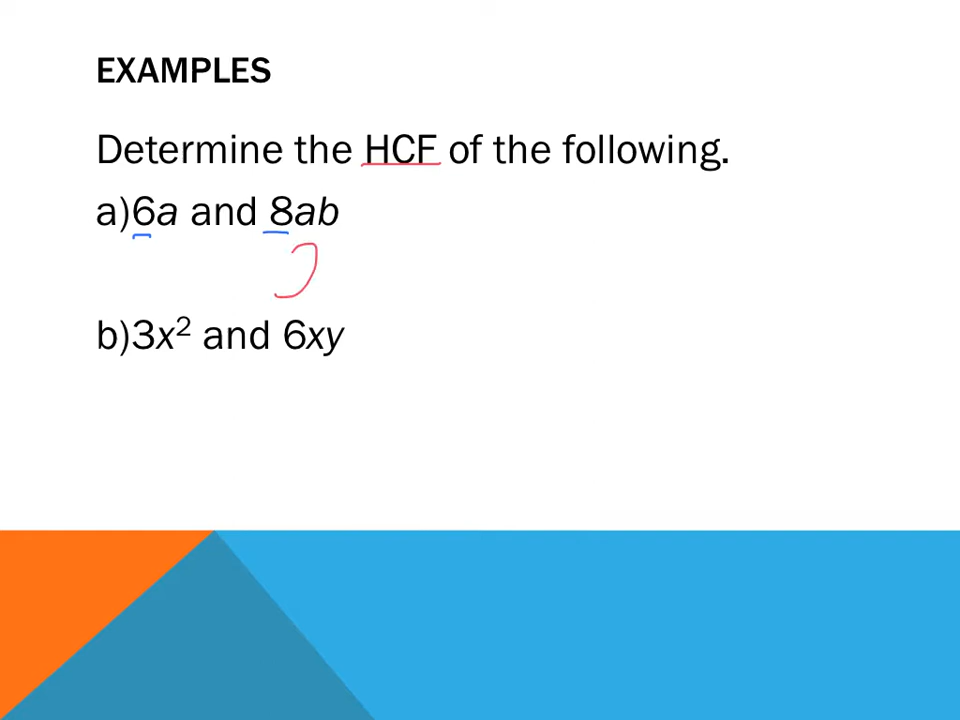 EXAMPLES
Determine the HCF of the following.
a)6a and 8ab
b)3x² and 6xy